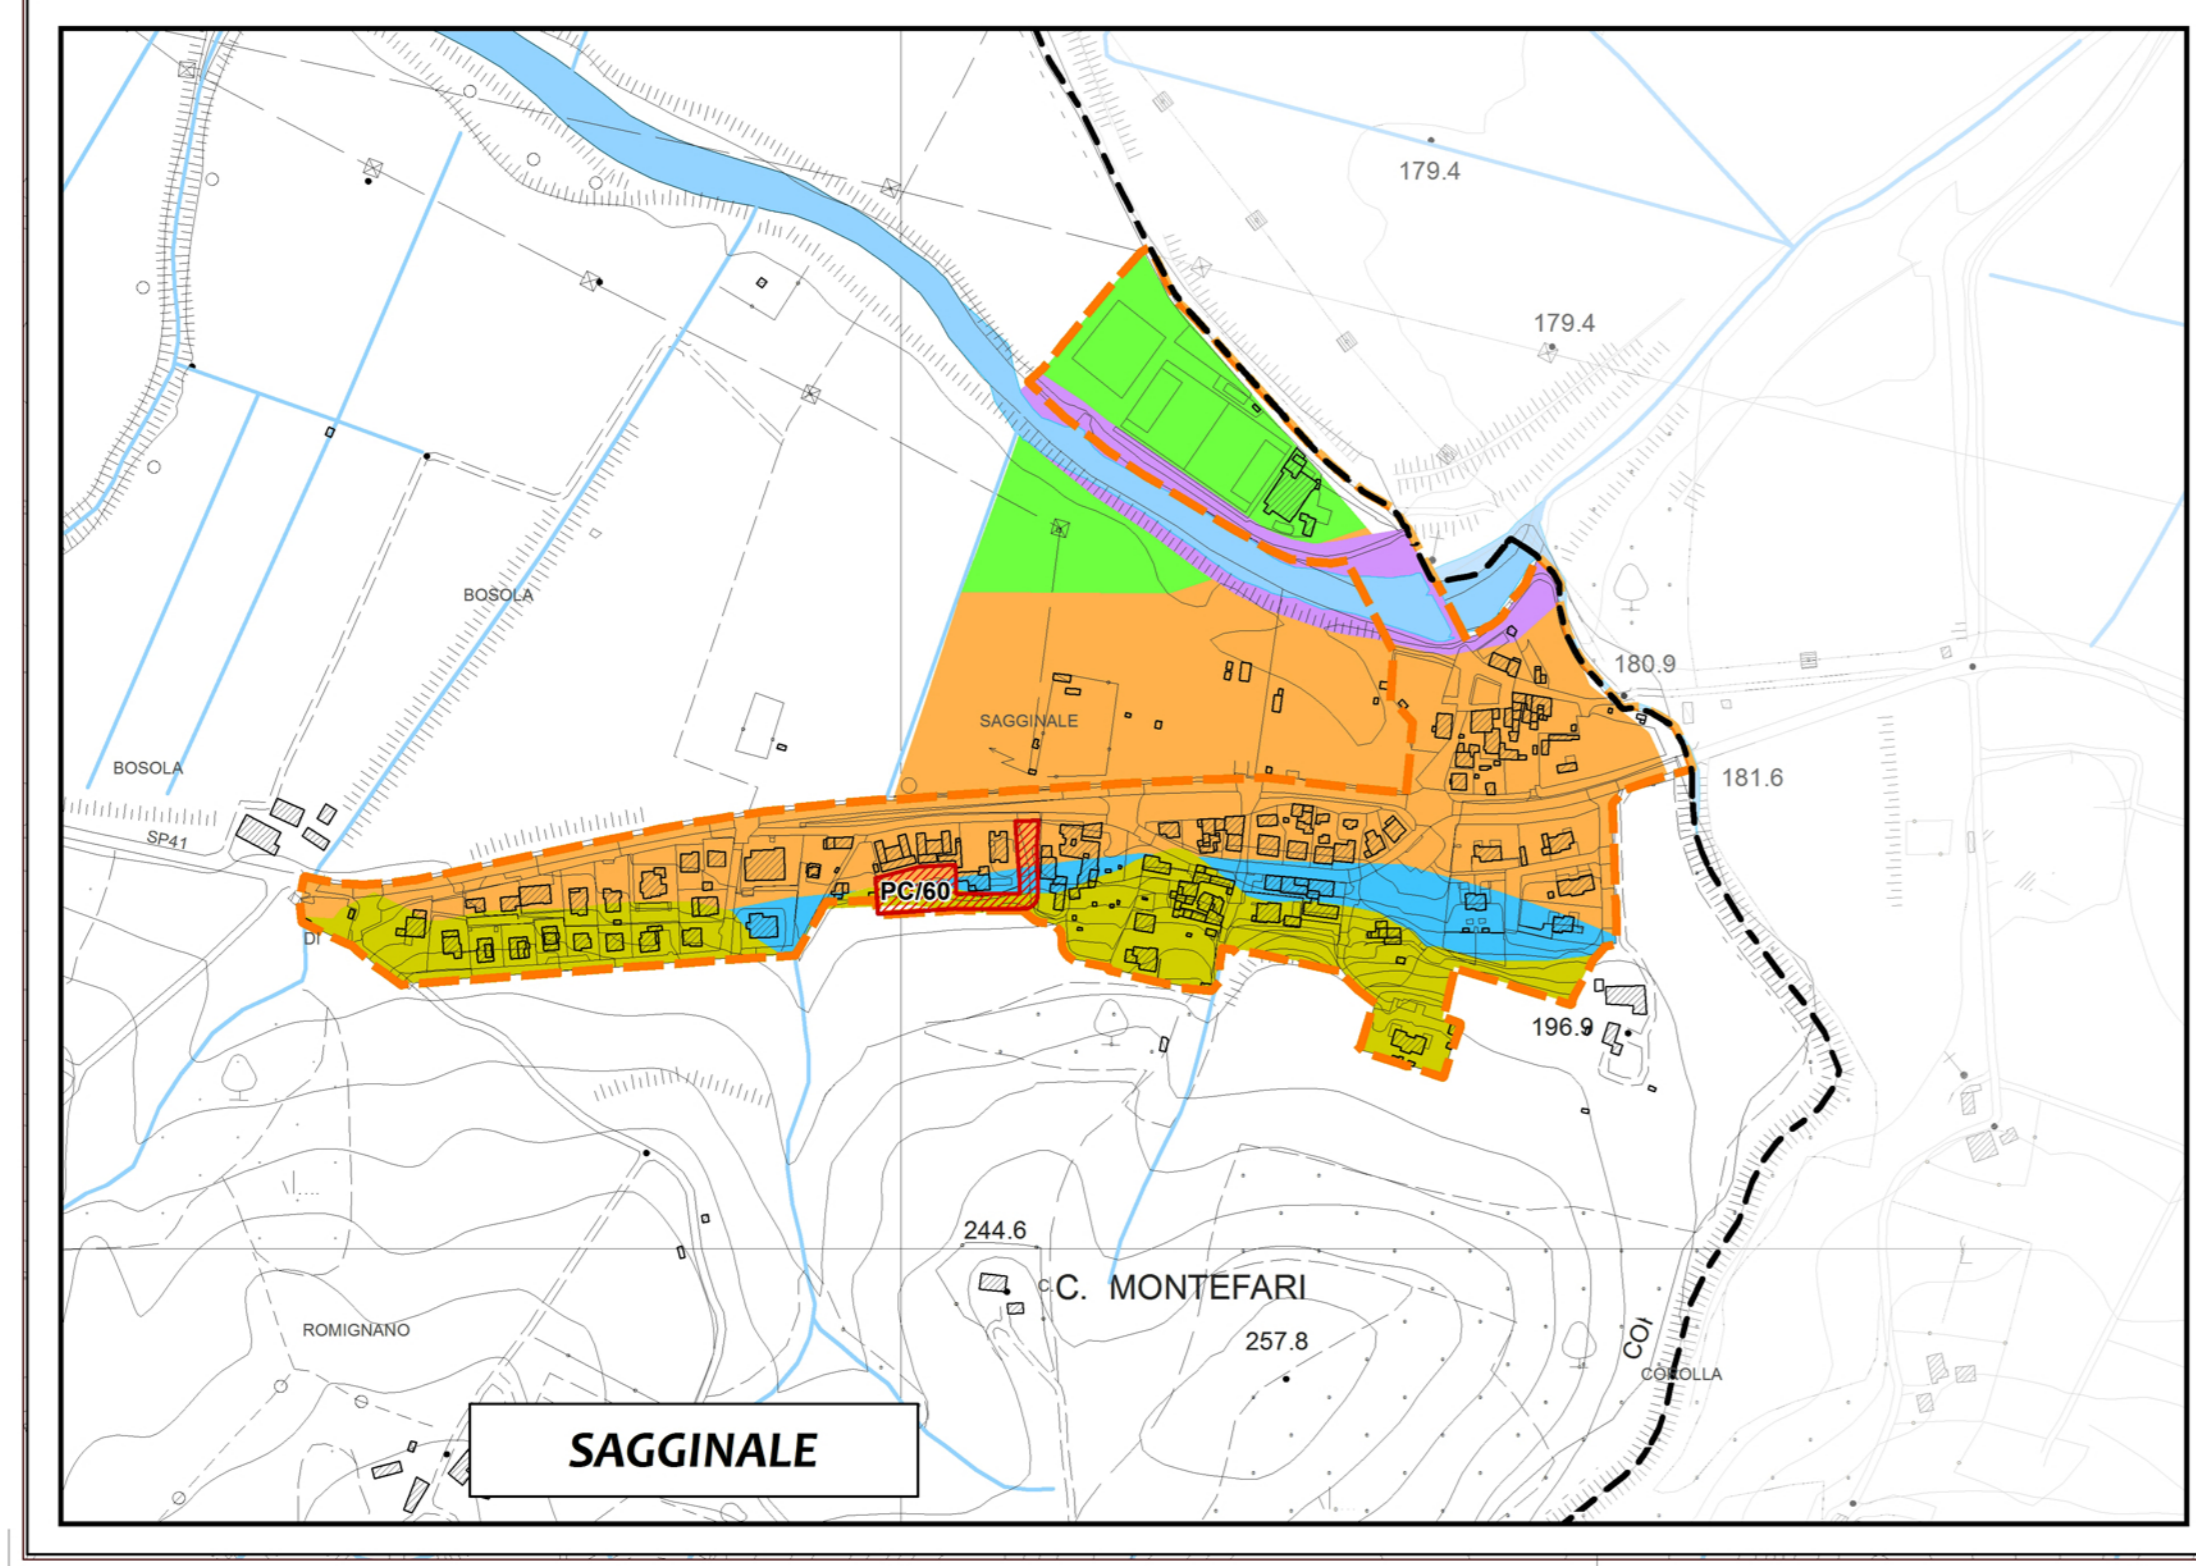 179.4
179.4
BOSOLA
180.9
SAGGINALE
BOSOLA
181.6
SP41
PC/60
DI
196.9
244.6
C. C. MONTEFARI
ROMIGNANO
257.8
COI
COROLLA
SAGGINALE